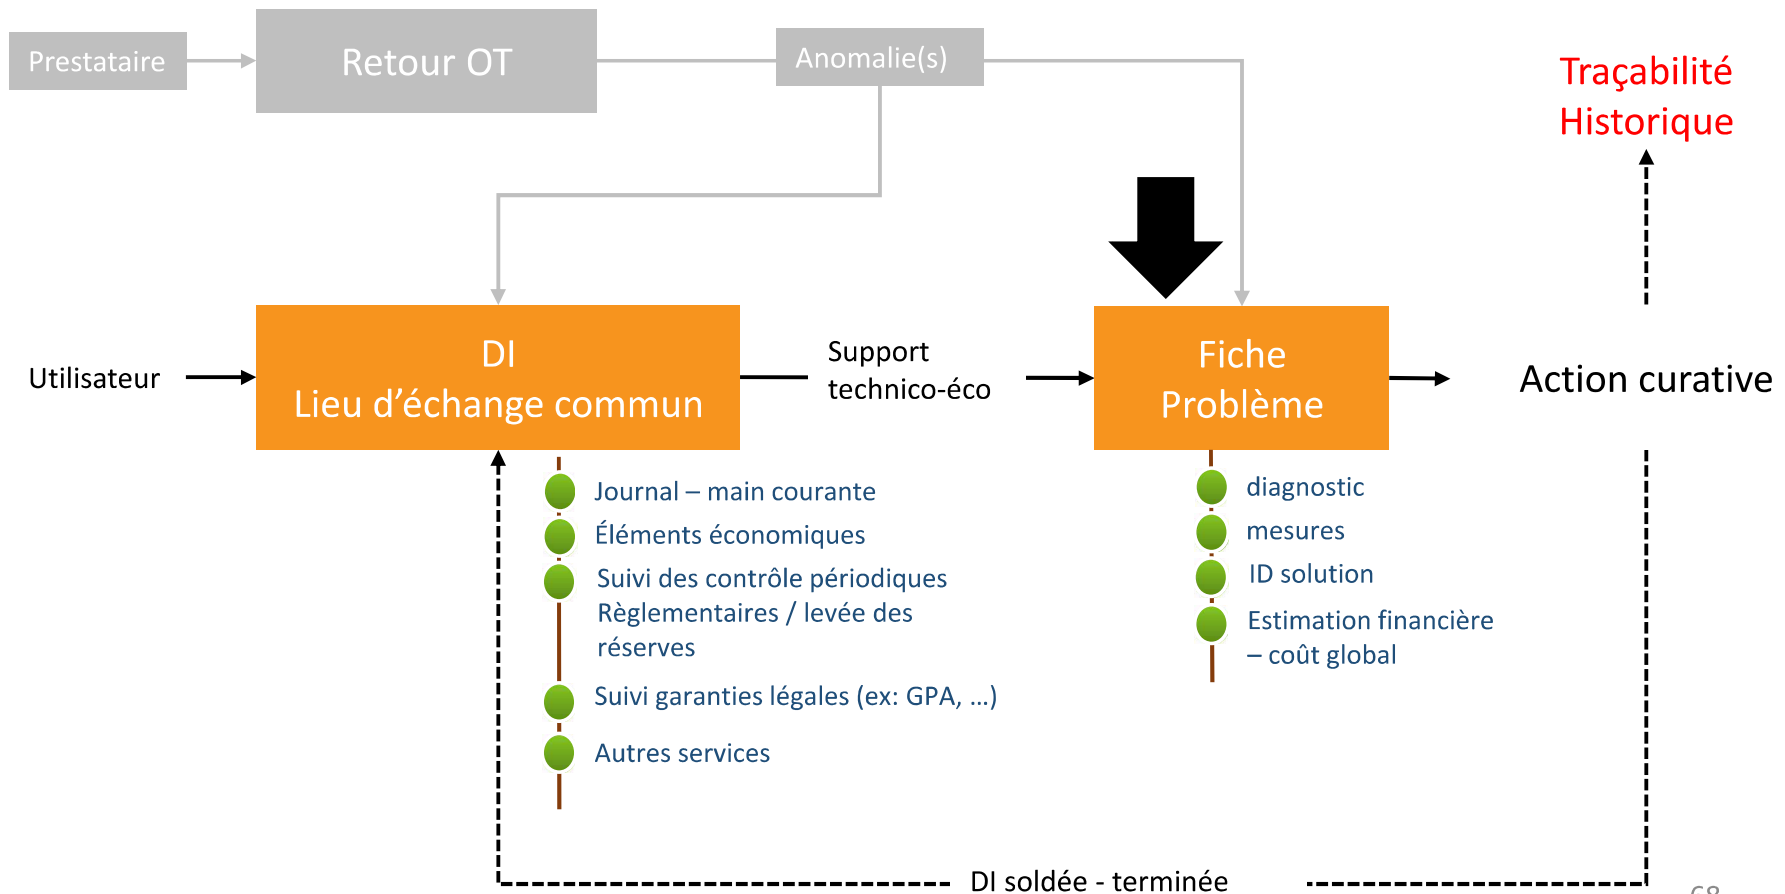 Prestataire
Retour OT
Anomalie(s)
Traçabilité
Historique
Utilisateur
DI
Lieu d’échange commun
Support
technico-éco
Fiche
Problème
Action curative
Journal – main courante
Éléments économiques
Suivi des contrôle périodiques
Règlementaires / levée des
réserves
Suivi garanties légales (ex: GPA, …)
Autres services
diagnostic
mesures
ID solution
Estimation financière
– coût global
DI soldée - terminée
68